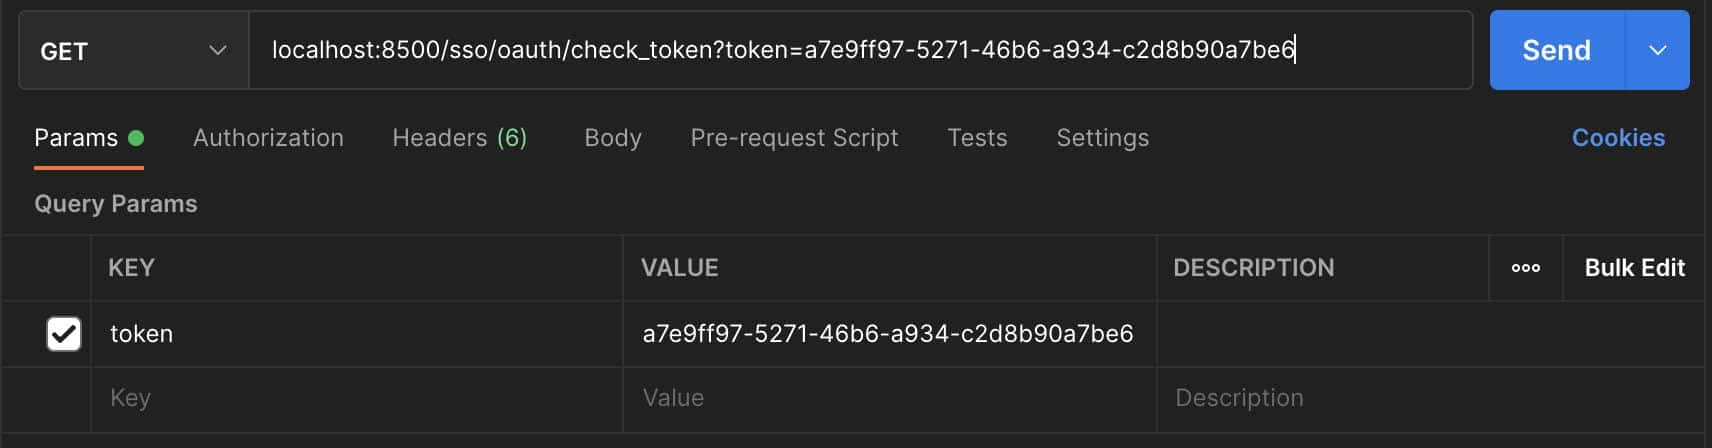 GET localhost:8500/sso/oauth/check_token?token=a7e9ff97-5271-46b6-a934-c2d8b90a7be6 Send
Params Authorization Headers (6) Body Pre-request Script Tests Settings Cookies
Query Params
KEY VALUE DESCRIPTION ooo Bulk Edit
token a7e9ff97-5271-46b6-a934-c2d8b90a7be6
Key Value Description